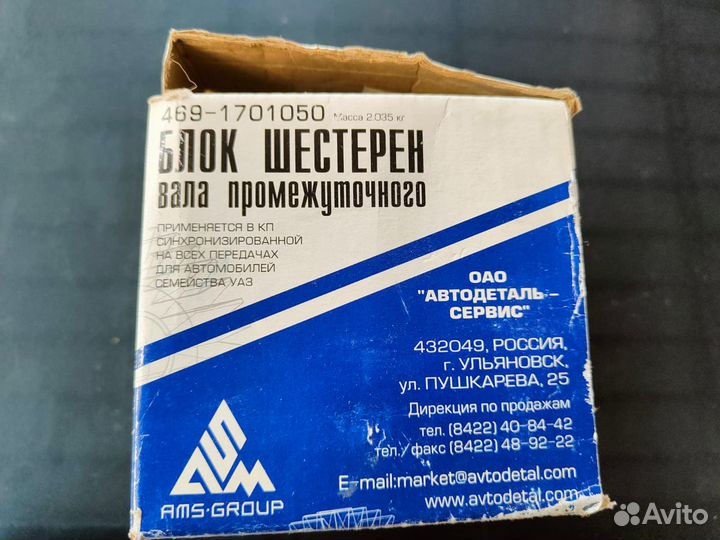 469-1701050 Масса 2.035 кг
БЛОК ШЕСТЕРЕН
вала промежуточного
ПРИМЕНЯЕТСЯ В КП
СИНХРОНИЗИРОВАННОЙ
НА ВСЕХ ПЕРЕДАЧАХ
ДЛЯ АВТОМОБИЛЕЙ
СЕМЕЙСТВА УАЗ
ОАО
"АВТОДЕТАЛЬ-
СЕРВИС"
432049, РОССИЯ,
г. УЛЬЯНОВСК,
ул. ПУШКАРЕВА, 25
Дирекция по продажам
тел. (8422) 40-84-42
тел./факс (8422) 48-92-22
E-mail:market@avtodetal.com
www.avtodetal.com
ASM
AMS-GROUP
Avito